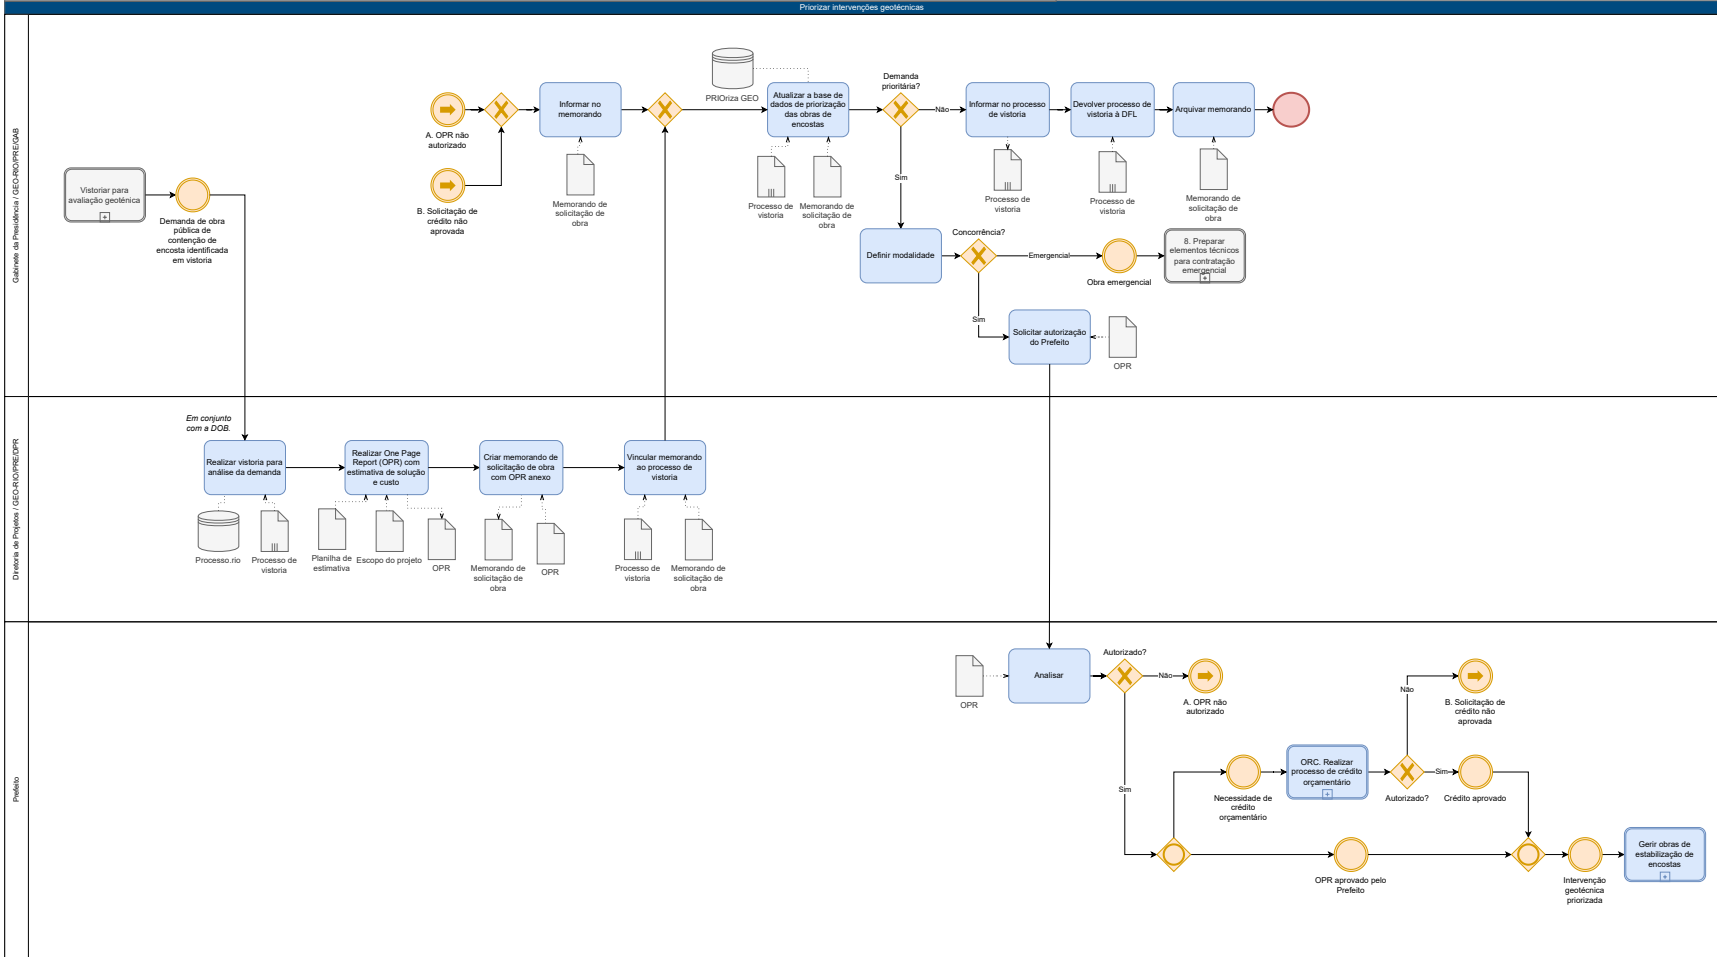 Priorizar intervenções geotécnicas
Gabinete da Presidência / GEO-RIO/PRE/GAB
Vistoriar para
avaliação geoténica
Demanda de obra
pública de
contenção de
encosta identificada
em vistoria
A. OPR não
autorizado
B. Solicitação de
crédito não
aprovada
Informar no
memorando
Memorando de
solicitação de
obra
PRIOriza GEO
Atualizar a base de
dados de priorização
das obras de
encostas
Processo de
vistoria
Memorando de
solicitação de
obra
Demanda
prioritária?
Não
Sim
Informar no processo
de vistoria
Processo de
vistoria
Devolver processo de
vistoria à DFL
Processo de
vistoria
Arquivar memorando
Memorando de
solicitação de
obra
Definir modalidade
Concorrência?
Emergencial
Sim
Obra emergencial
8. Preparar
elementos técnicos
para contratação
emergencial
Solicitar autorização
do Prefeito
OPR
Diretoria de Projetos / GEO-RIO/PRE/DPR
Em conjunto
com a DOB.
Realizar vistoria para
análise da demanda
Processo.rio
Processo de
vistoria
Realizar One Page
Report (OPR) com
estimativa de solução
e custo
Planilha de
estimativa
Escopo do projeto
OPR
Criar memorando de
solicitação de obra
com OPR anexo
Memorando de
solicitação de
obra
OPR
Vincular memorando
ao processo de
vistoria
Processo de
vistoria
Memorando de
solicitação de
obra
Prefeito
OPR
Analisar
Autorizado?
Não
Sim
A. OPR não
autorizado
Necessidade de
crédito
orçamentário
ORC. Realizar
processo de crédito
orçamentário
Autorizado?
Não
Sim
B. Solicitação de
crédito não
aprovada
Crédito aprovado
OPR aprovado pelo
Prefeito
Intervenção
geotécnica
priorizada
Gerir obras de
estabilização de
encostas